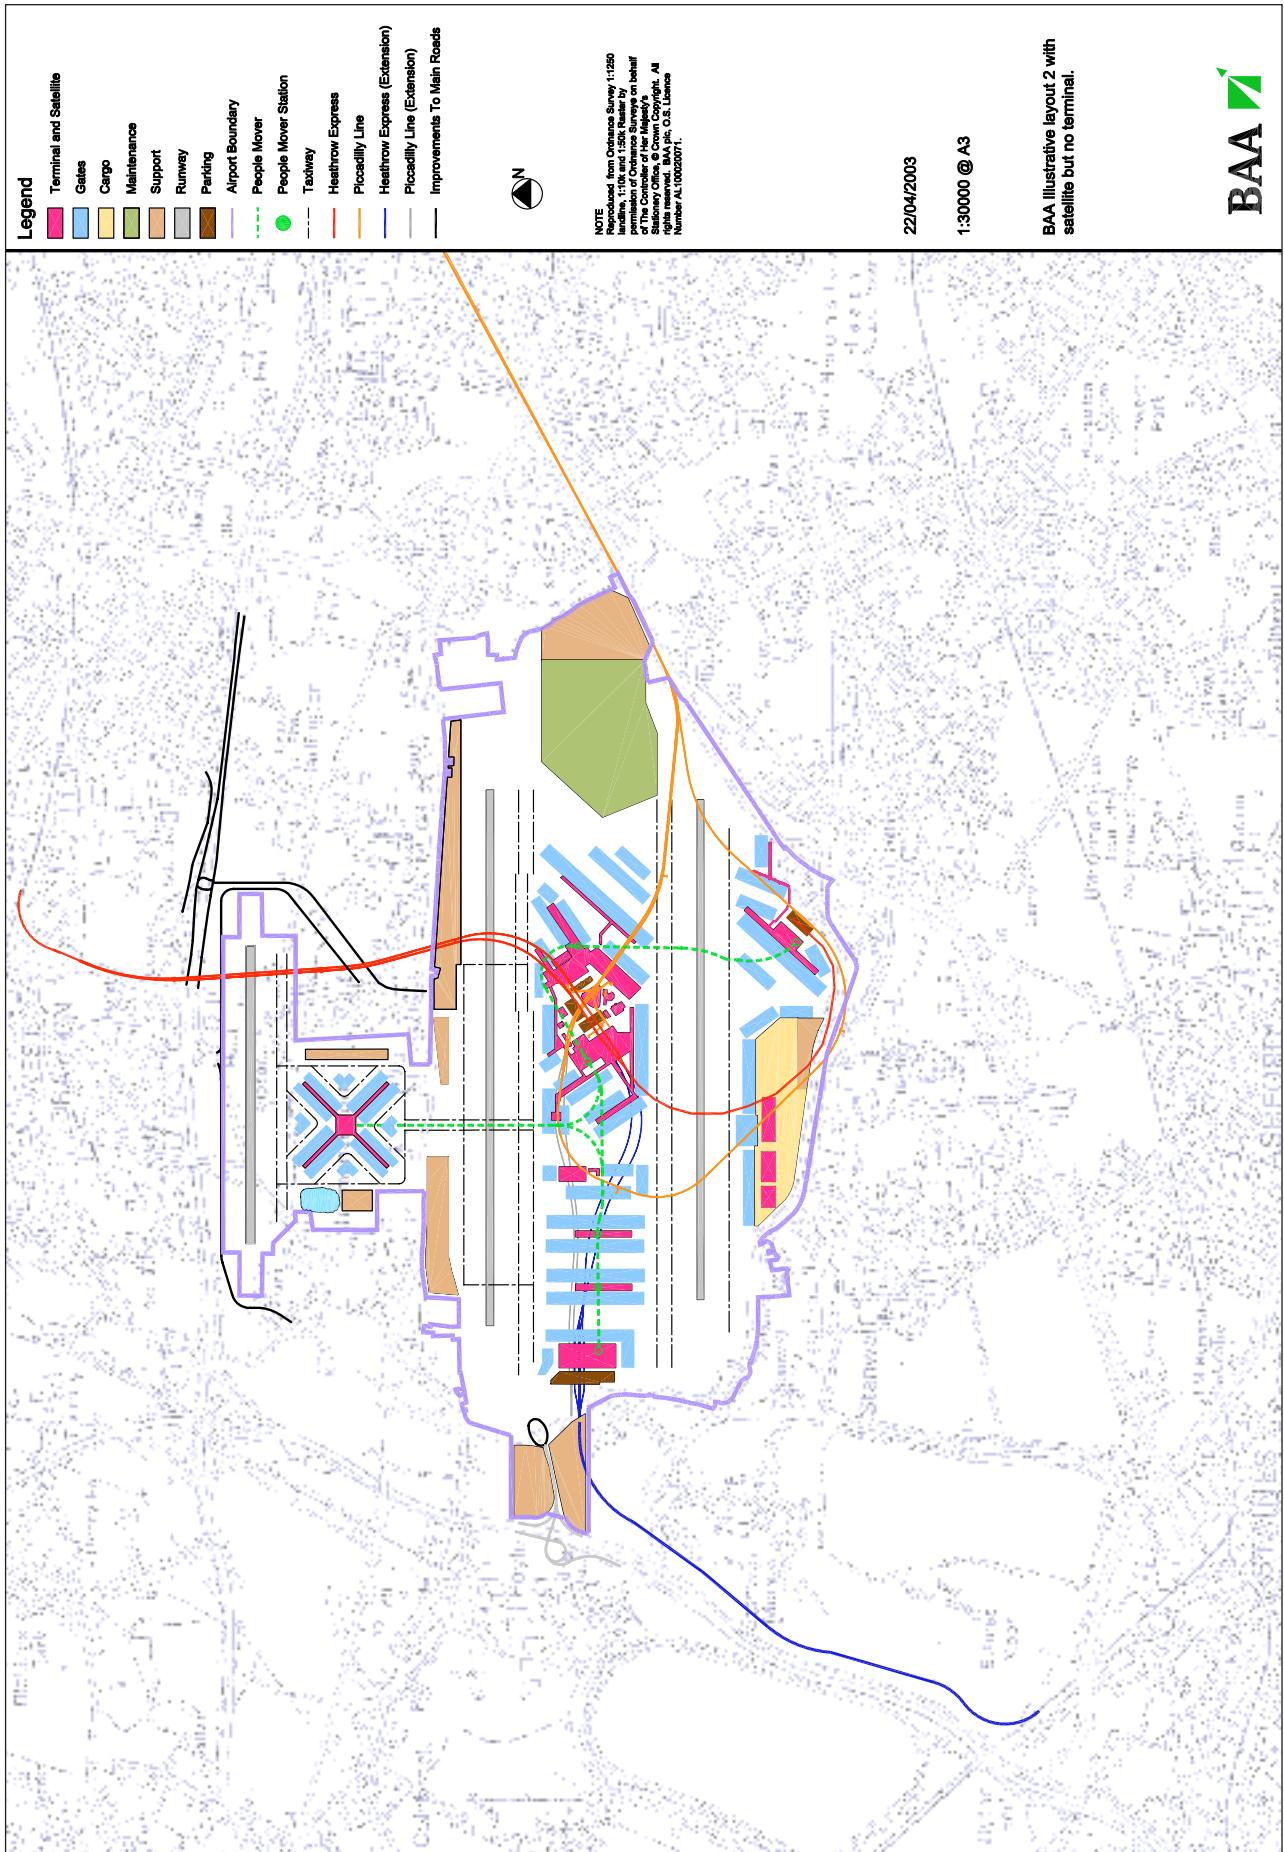 Legend
Terminal and Satellite
Gates
Cargo
Maintenance
Support
Runway
Parking
Airport Boundary
People Mover
People Mover Station
Taxiway
Heathrow Express
Piccadilly Line
Heathrow Express (Extension)
Piccadilly Line (Extension)
Improvements To Main Roads
N
NOTE
Reproduced from Ordnance Survey 1:1250
landline, 1:10k and 1:50k Raster by
permission of Ordnance Surveye on behalf
of The Controller of Her Majesty's
Stationery Office, © Crown Copyright. All
rights reserved. BAA plc, O.S. Licence
Number AL100020071.
22/04/2003
1:30000 @ A3
BAA Illustrative layout 2 with
satellite but no terminal.
BAA